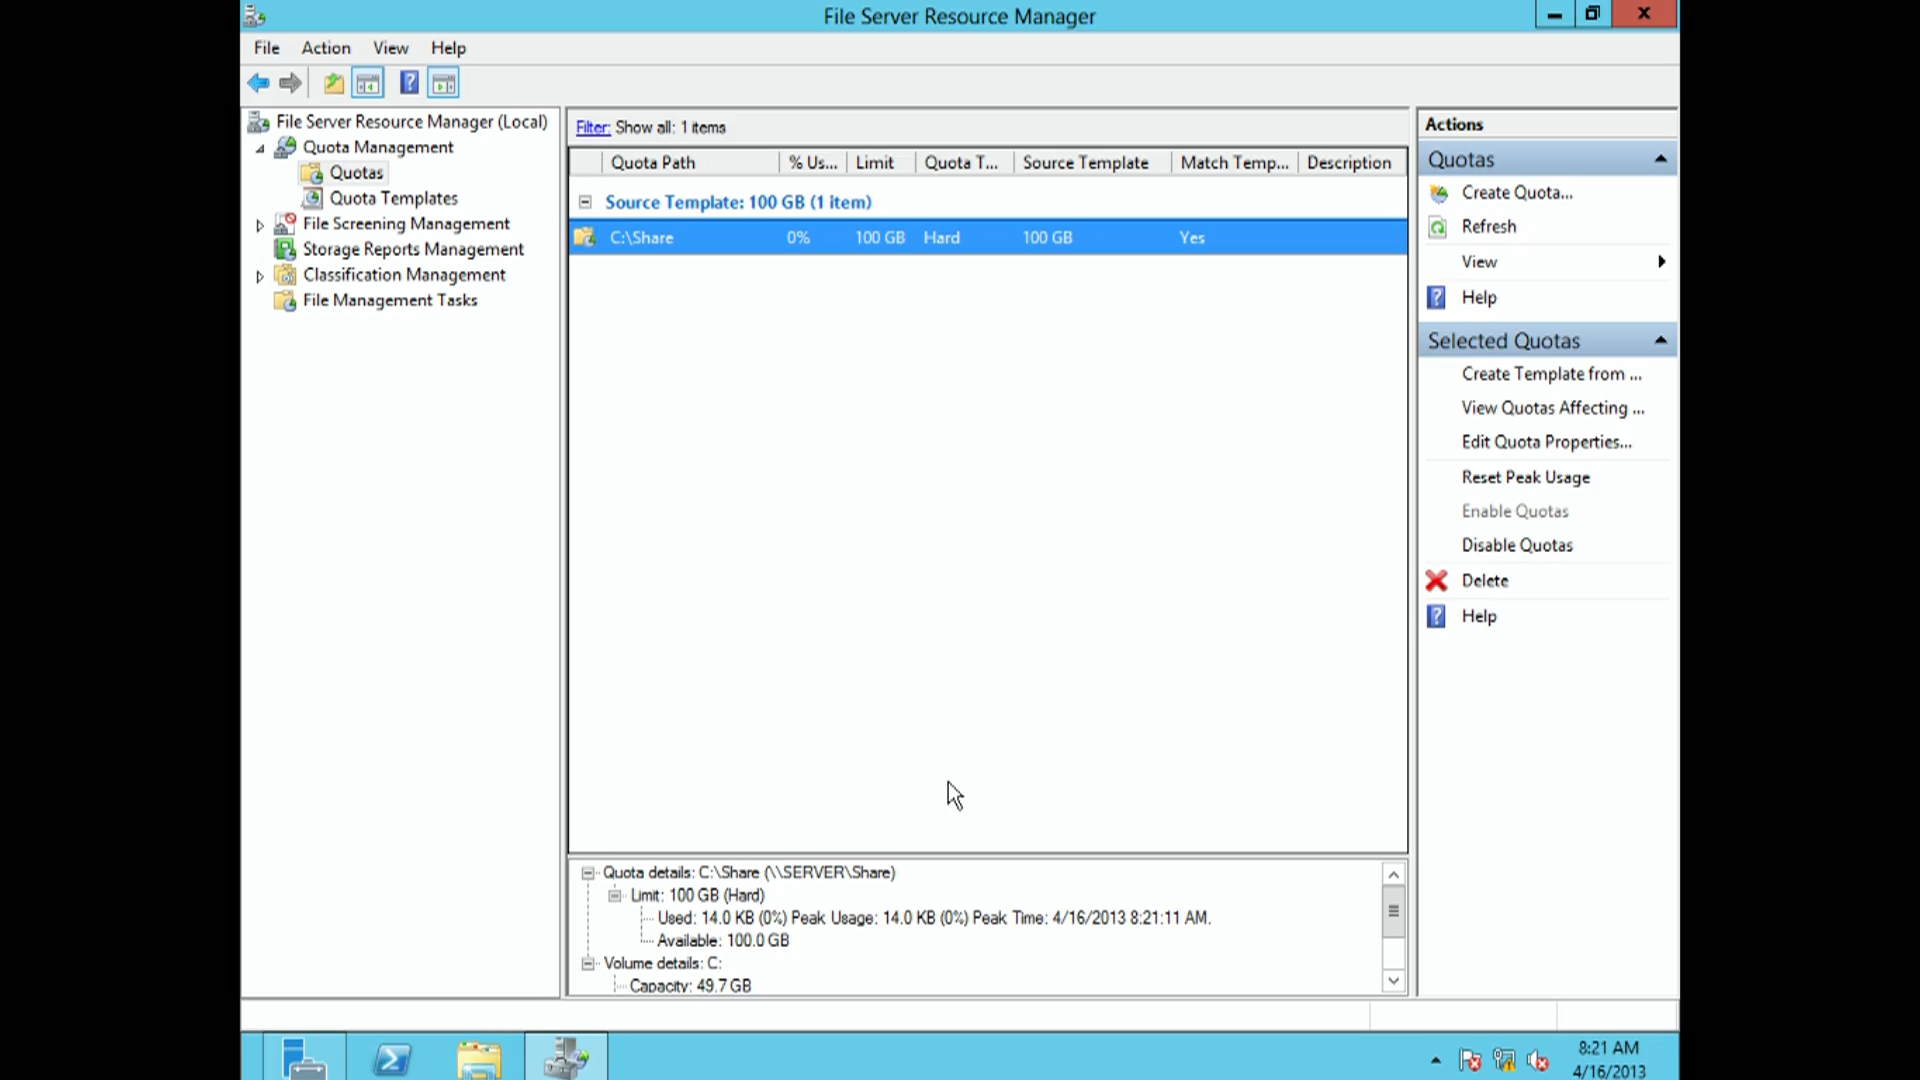 File Server Resource Manager
File Action View Help
File Server Resource Manager (Local)
Quota Management
Quotas
Quota Templates
File Screening Management
Storage Reports Management
Classification Management
File Management Tasks
Filter: Show all: 1 items
Quota Path % Us... Limit Quota T... Source Template Match Temp... Description
Source Template: 100 GB (1 item)
C:\Share 0% 100 GB Hard 100 GB Yes
Quota details: C:\Share (\\SERVER\Share)
Limit: 100 GB (Hard)
Used: 14.0 KB (0%) Peak Usage: 14.0 KB (0%) Peak Time: 4/16/2013 8:21:11 AM.
Available: 100.0 GB
Volume details: C:
Capacity: 49.7 GB
Actions
Quotas
Create Quota...
Refresh
View
Help
Selected Quotas
Create Template from ...
View Quotas Affecting ...
Edit Quota Properties...
Reset Peak Usage
Enable Quotas
Disable Quotas
Delete
Help
8:21 AM
4/16/2013